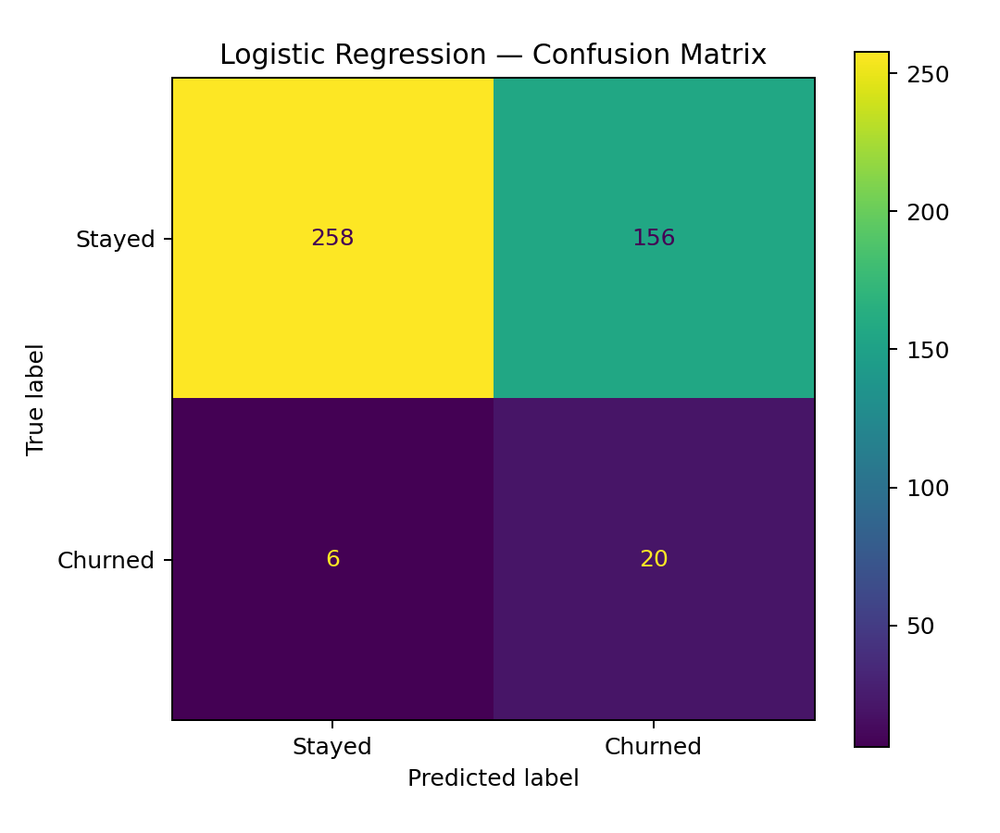 Logistic Regression — Confusion Matrix
250
200
150
100
50
True label
Stayed
258
156
Churned
6
20
Stayed
Churned
Predicted label